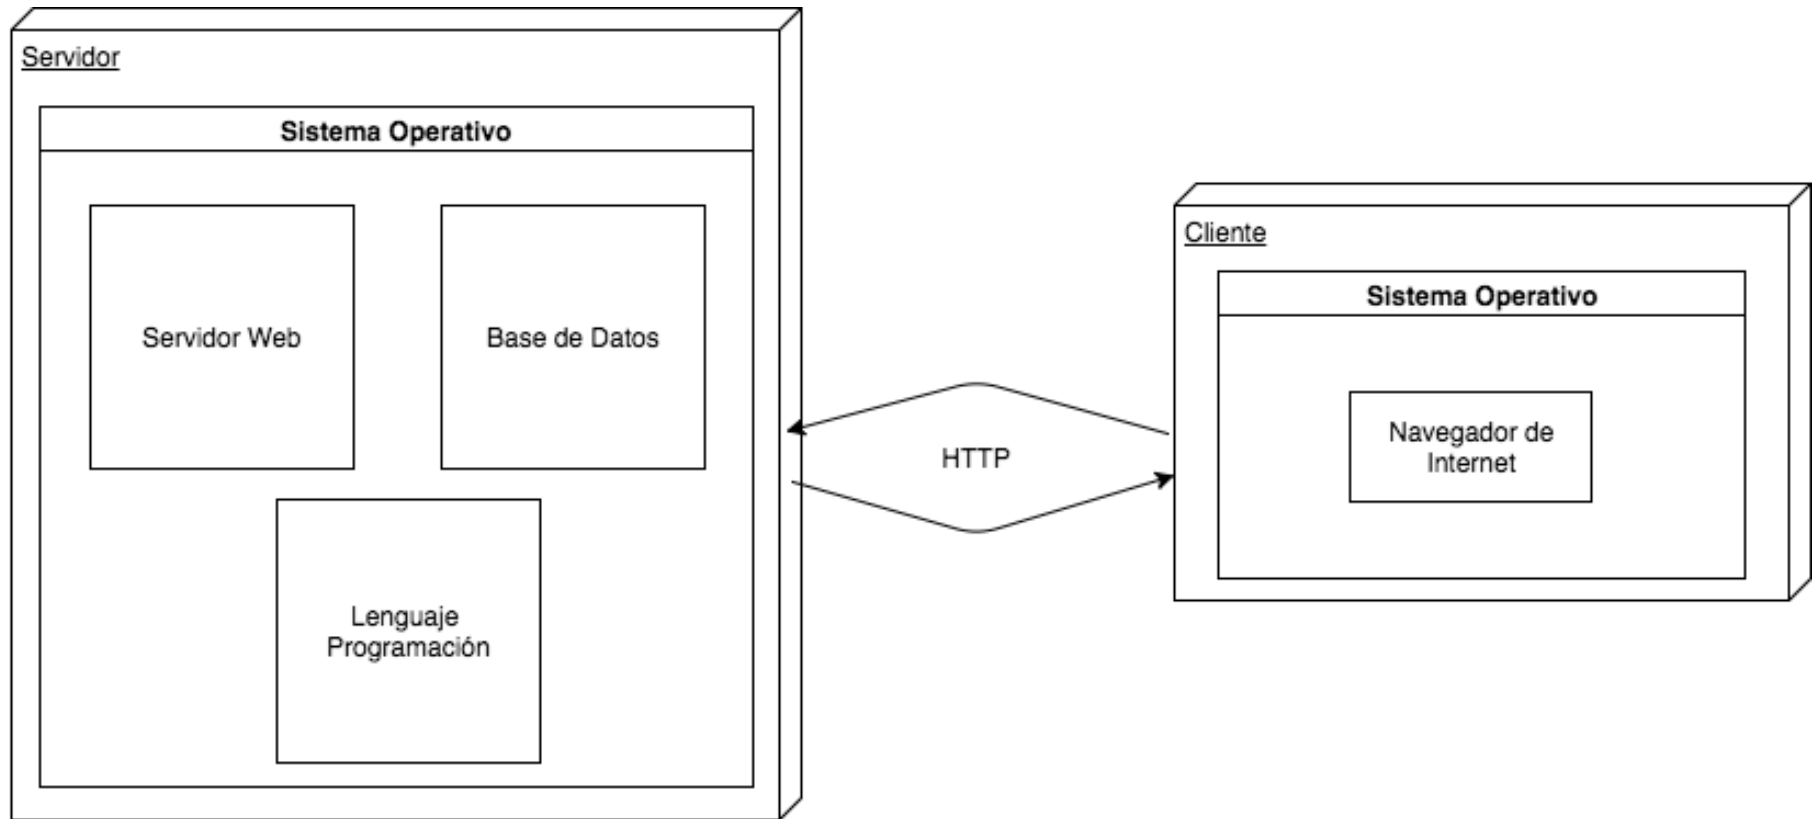 Servidor
Sistema Operativo
Servidor Web
Base de Datos
Lenguaje
Programación
HTTP
Cliente
Sistema Operativo
Navegador de
Internet